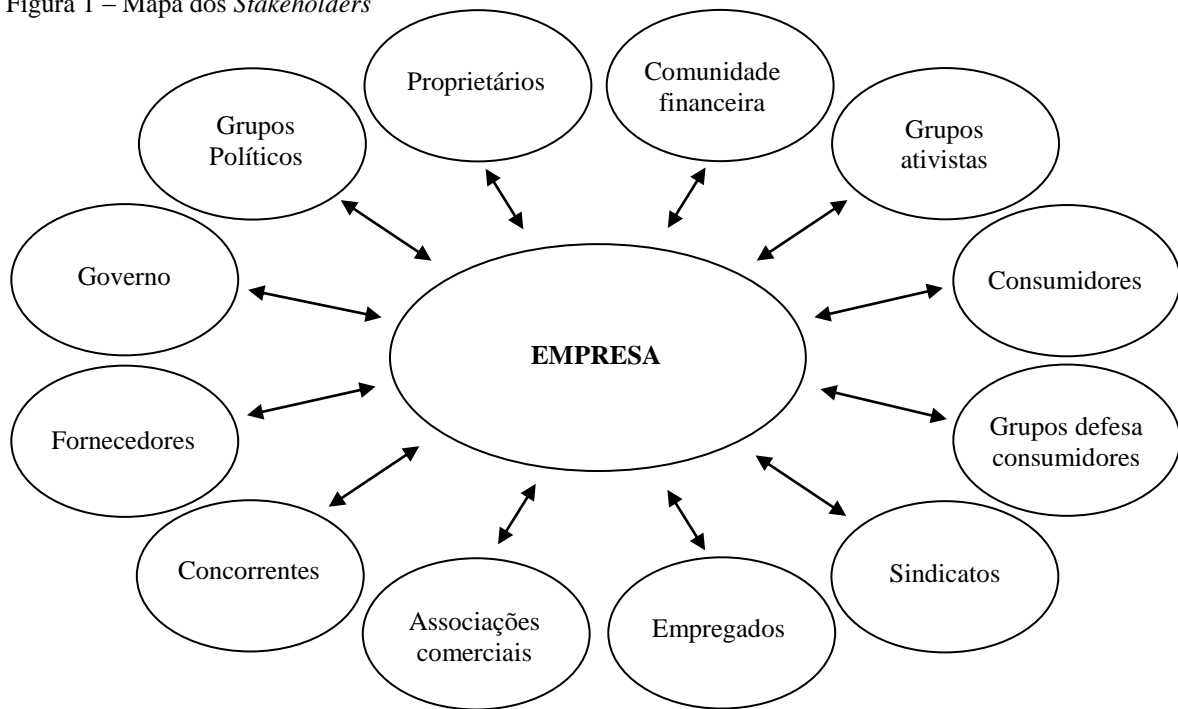 Figura 1 – Mapa dos Stakeholders
Proprietários
Comunidade
financeira
Grupos
Políticos
Grupos
ativistas
Governo
Consumidores
EMPRESA
Fornecedores
Grupos defesa
consumidores
Concorrentes
Sindicatos
Associações
comerciais
Empregados